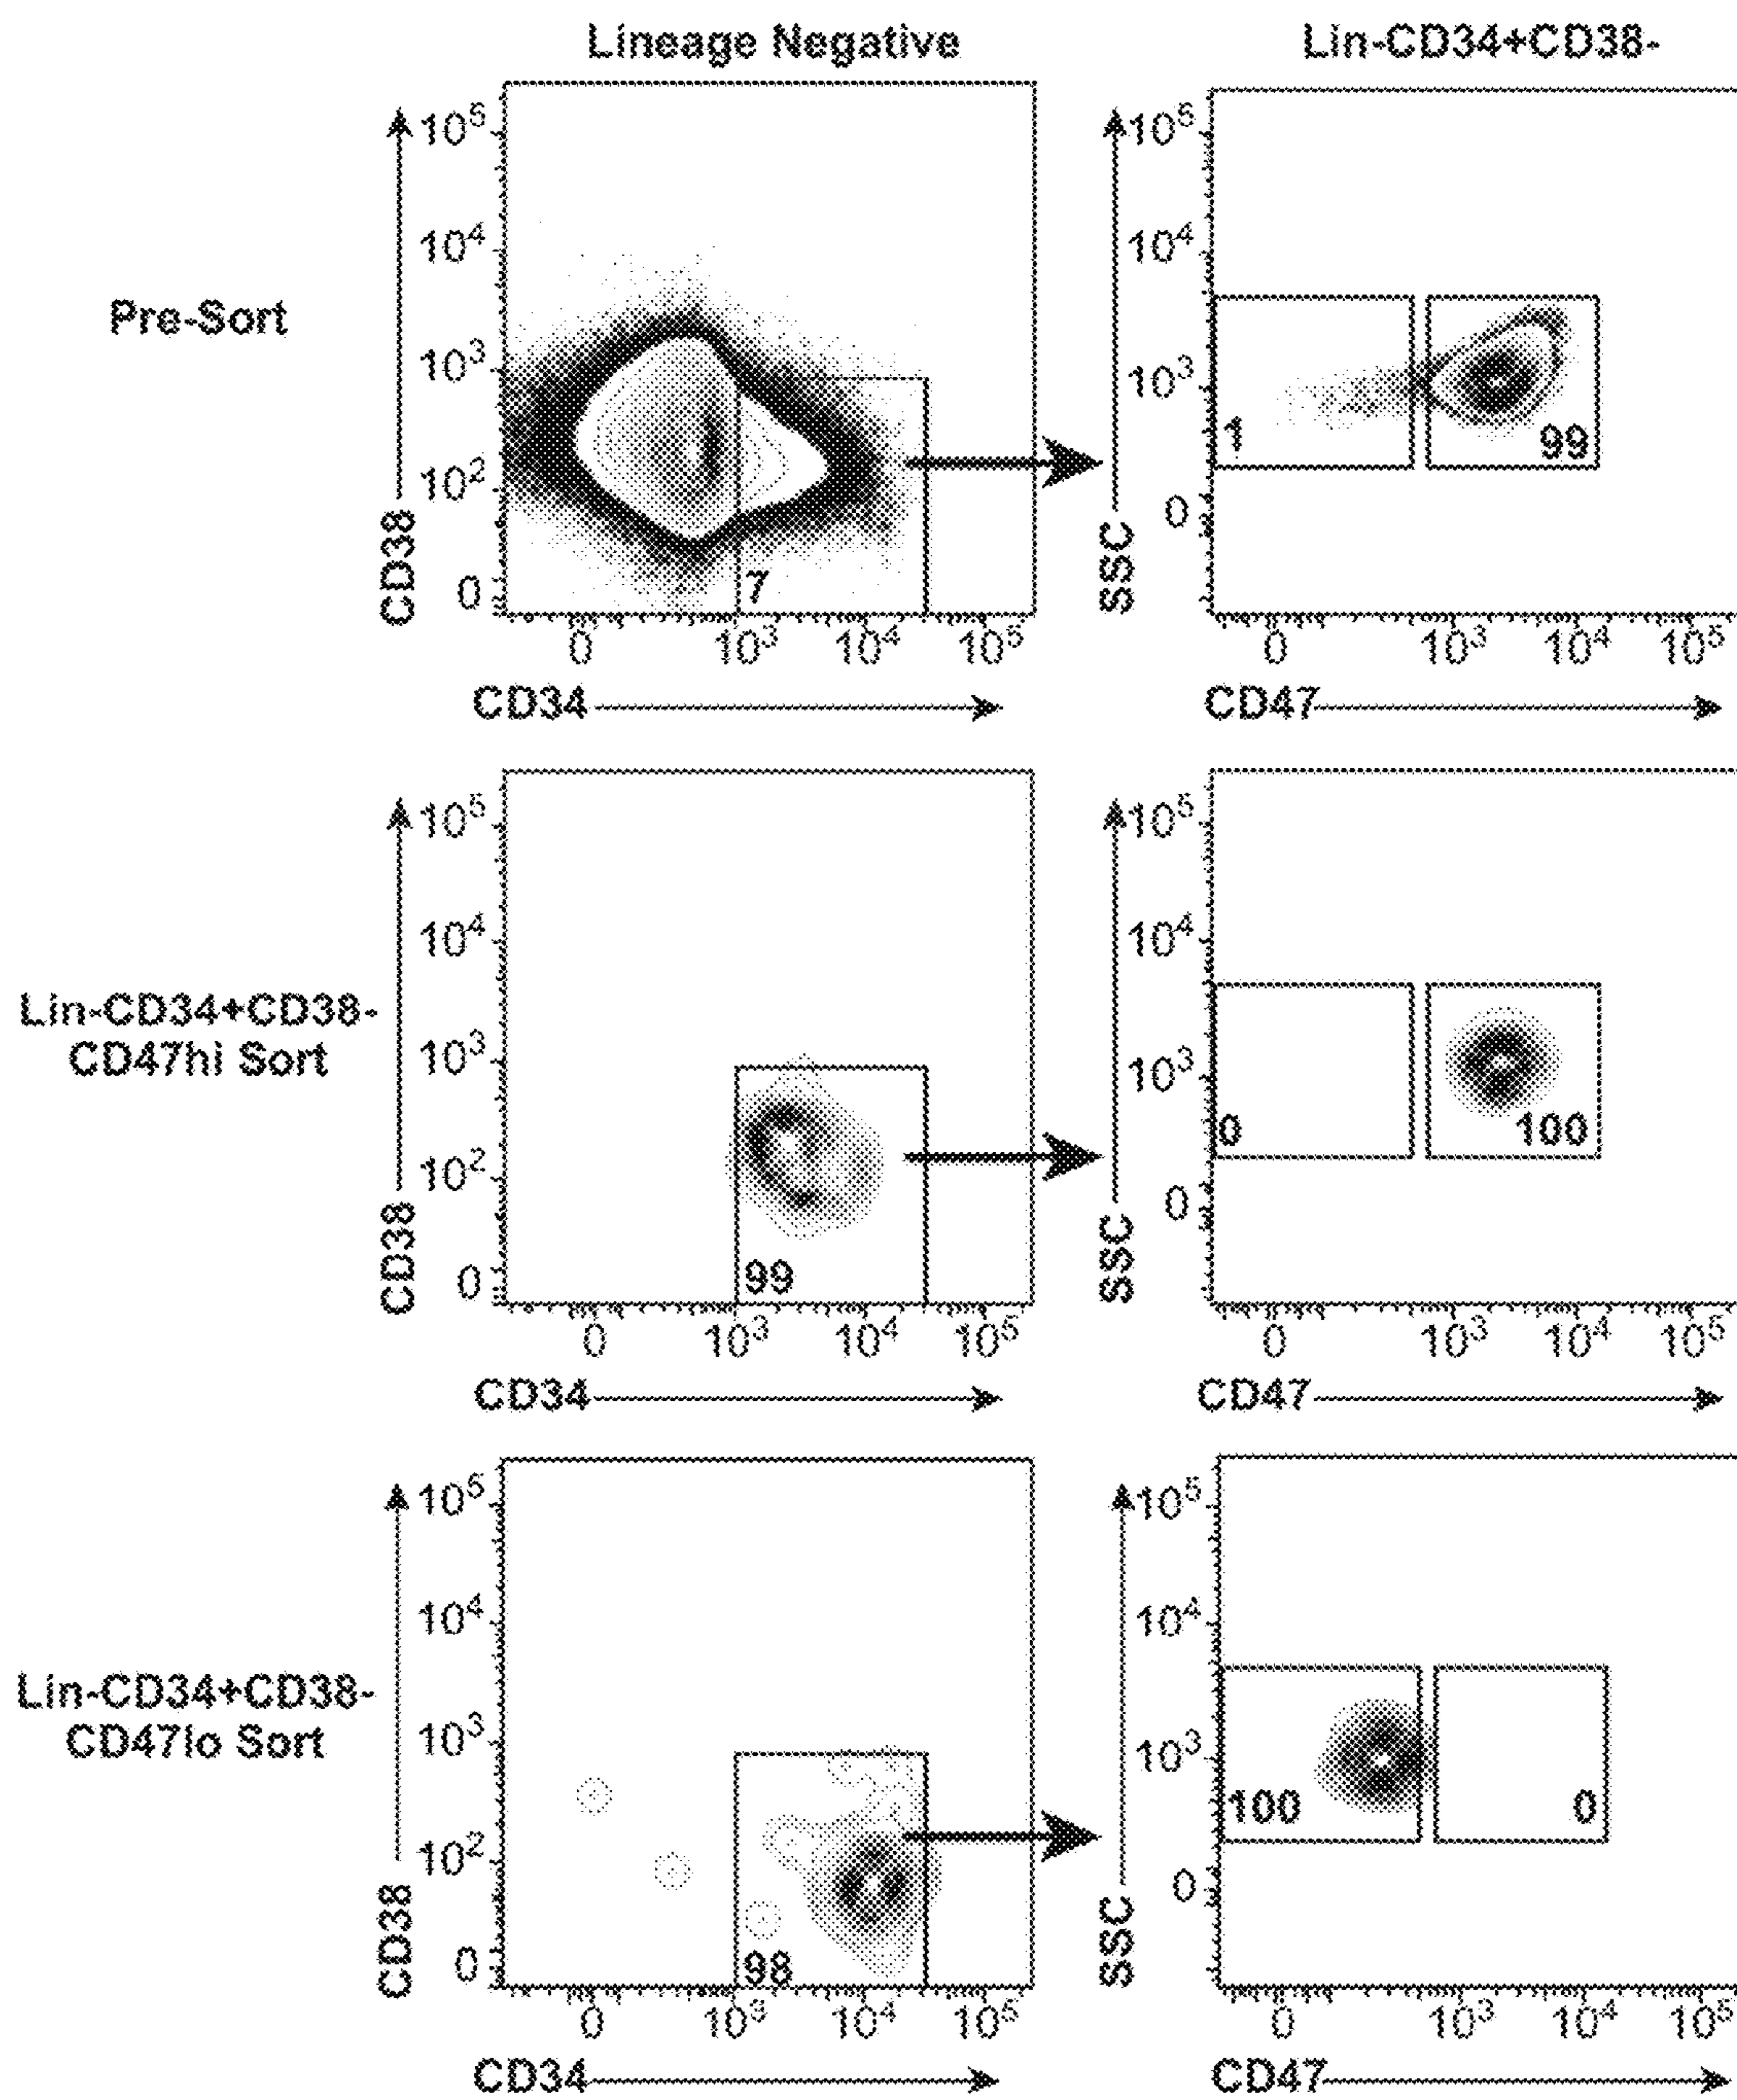 Lineage Negative
Lin-CD34+CD38-
Pre-Sort
CD38
10⁵
10⁴
10³
10²
0
7
0 10³ 10⁴ 10⁵
CD34
SSC
10⁵
10⁴
10³
0
1
99
0 10³ 10⁴ 10⁵
CD47
Lin-CD34+CD38-
CD47hi Sort
CD38
10⁵
10⁴
10³
10²
0
99
0 10³ 10⁴ 10⁵
CD34
SSC
10⁵
10⁴
10³
0
0
100
0 10³ 10⁴ 10⁵
CD47
Lin-CD34+CD38-
CD47lo Sort
CD38
10⁵
10⁴
10³
10²
0
98
0 10³ 10⁴ 10⁵
CD34
SSC
10⁵
10⁴
10³
0
100
0
0 10³ 10⁴ 10⁵
CD47